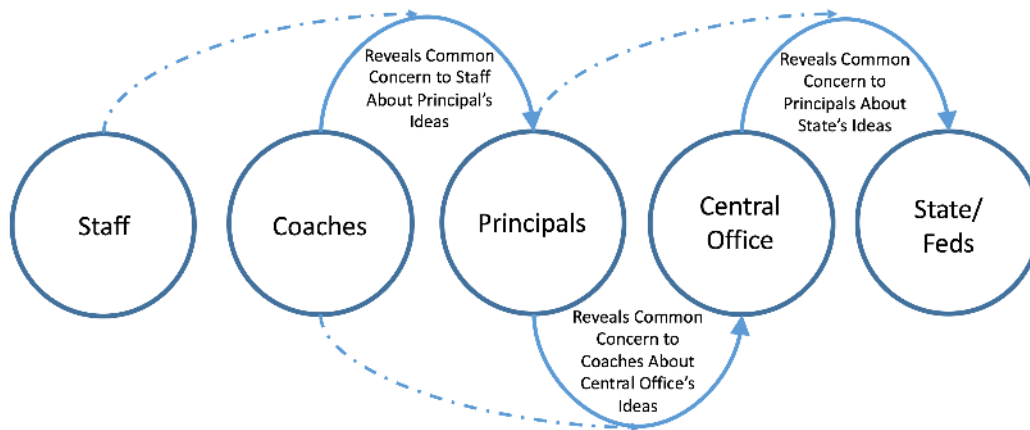 Reveals Common
Concern to Staff
About Principal's
Ideas
Reveals Common
Concern to
Principals About
State's Ideas
Staff
Coaches
Principals
Central
Office
State/
Feds
Reveals Common
Concern to
Coaches About
Central Office's
Ideas